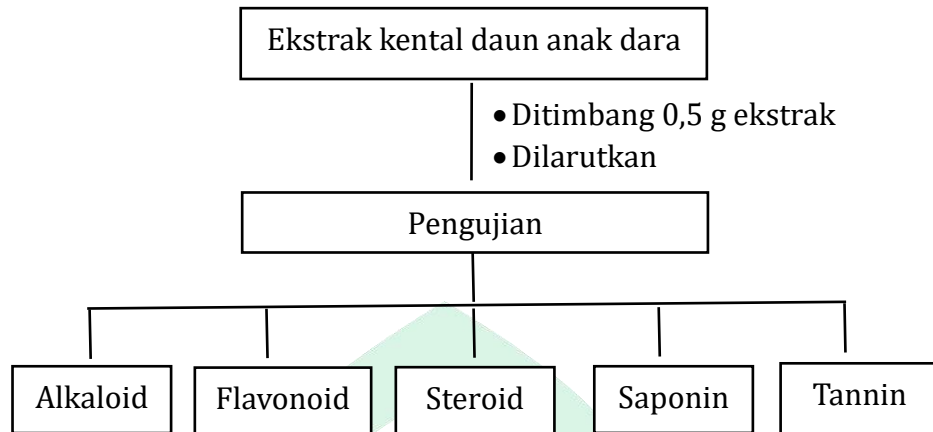 Ekstrak kental daun anak dara
• Ditimbang 0,5 g ekstrak
• Dilarutkan
Pengujian
Alkaloid
Flavonoid
Steroid
Saponin
Tannin